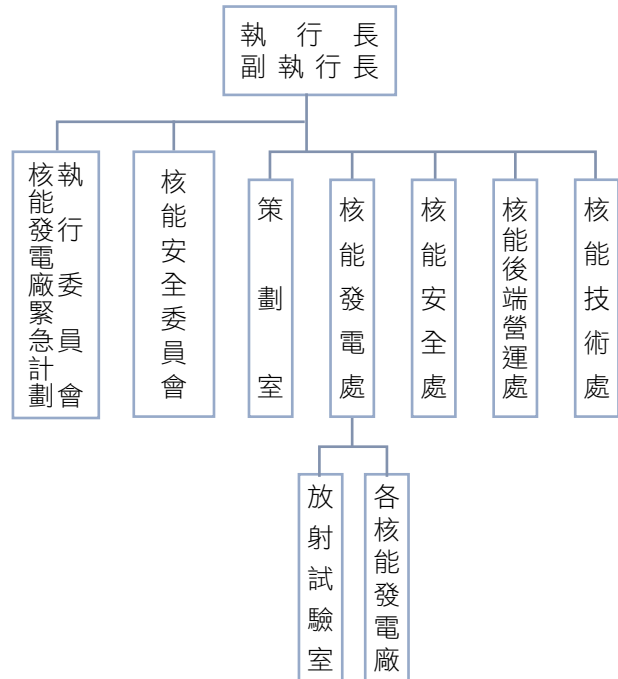 執行長
副執行長
核能發電廠緊急計劃
執行委員會
核能安全委員會
策劃室
核能發電處
核能安全處
核能後端營運處
核能技術處
放射試驗室
各核能發電廠